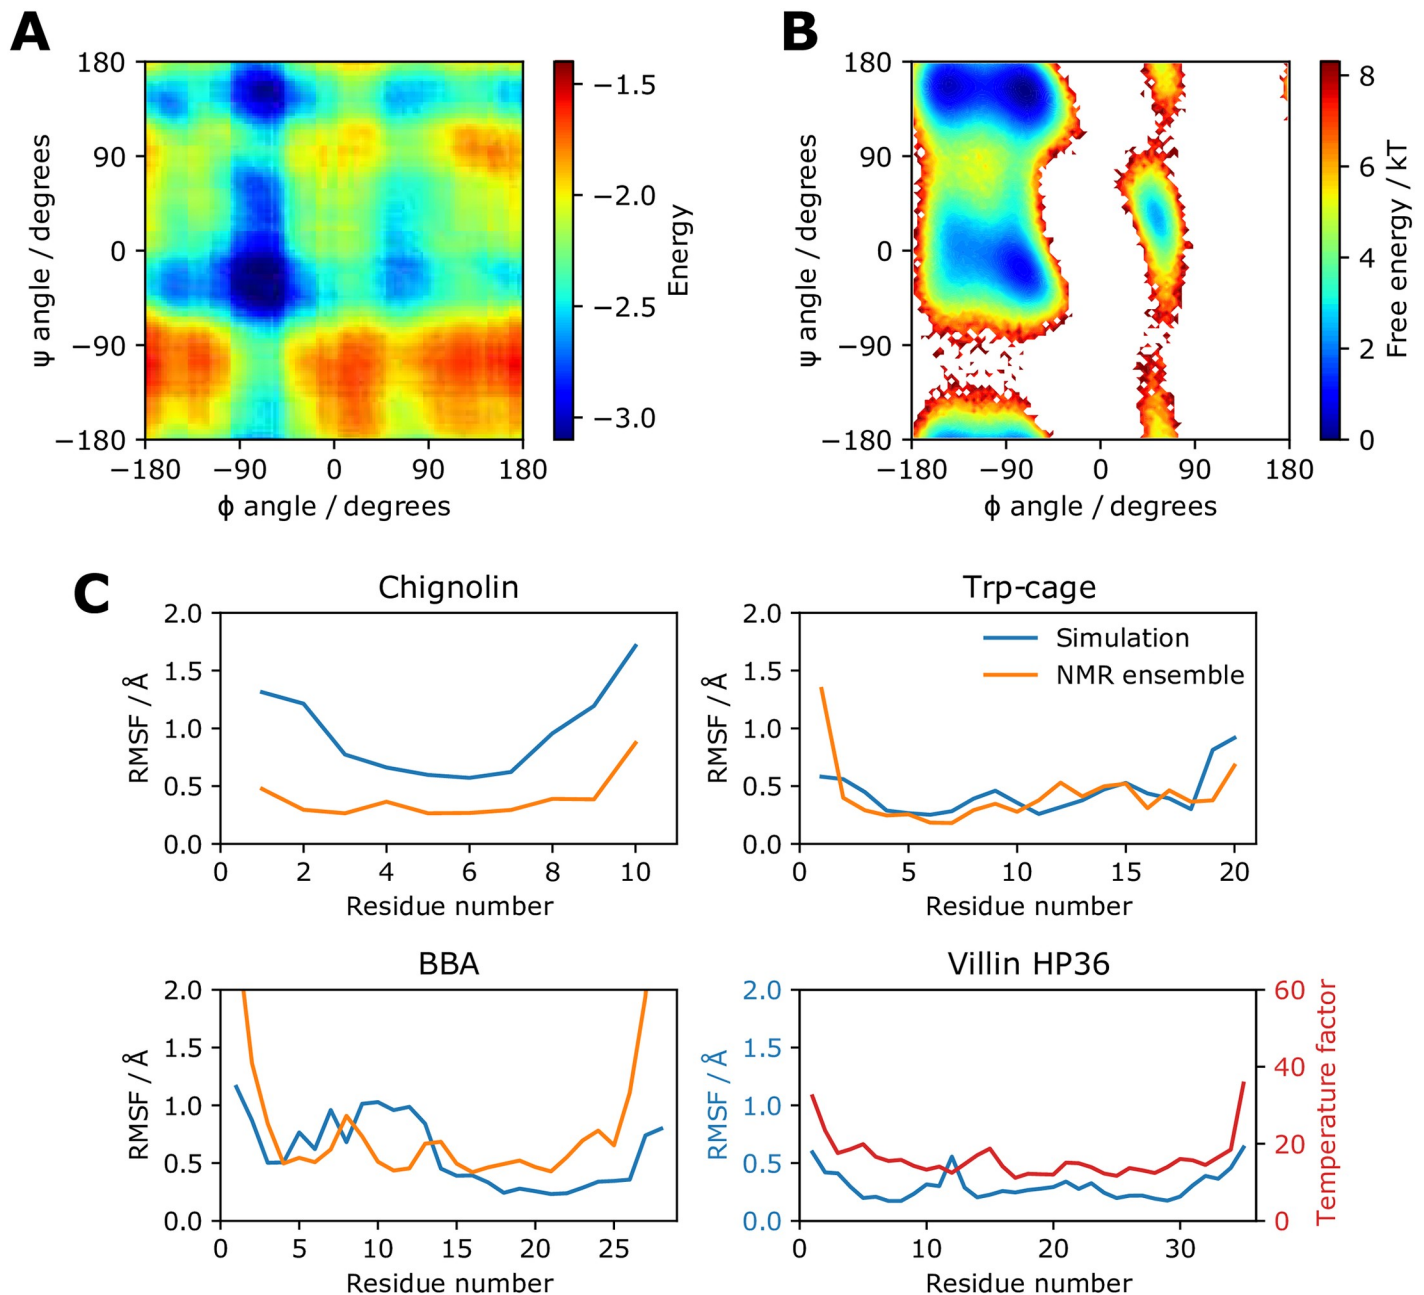 A
180
90
0
−90
−180
ψ angle / degrees
−180 −90 0 90 180
ϕ angle / degrees
−1.5
−2.0
−2.5
−3.0
Energy
B
180
90
0
−90
−180
ψ angle / degrees
−180 −90 0 90 180
ϕ angle / degrees
8
6
4
2
0
Free energy / kT
C
Chignolin
2.0
1.5
1.0
0.5
0.0
RMSF / Å
0 2 4 6 8 10
Residue number
Trp-cage
Simulation
NMR ensemble
2.0
1.5
1.0
0.5
0.0
RMSF / Å
0 5 10 15 20
Residue number
BBA
2.0
1.5
1.0
0.5
0.0
RMSF / Å
0 5 10 15 20 25
Residue number
Villin HP36
2.0
1.5
1.0
0.5
0.0
RMSF / Å
60
40
20
0
Temperature factor
0 10 20 30
Residue number